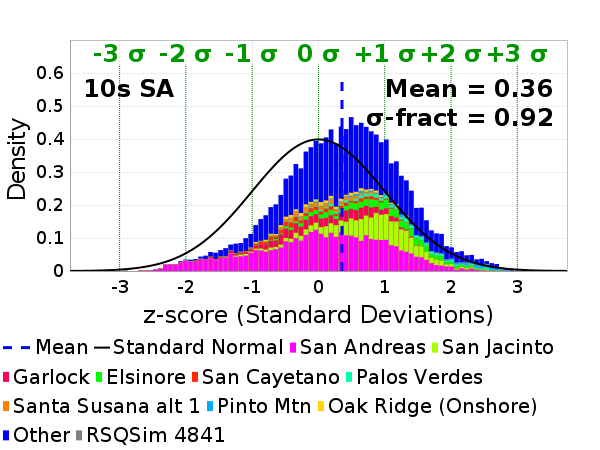 -3 σ -2 σ -1 σ 0 σ +1 σ +2 σ +3 σ
10s SA
Mean = 0.36
σ-fract = 0.92
Density
0.6
0.5
0.4
0.3
0.2
0.1
0
-3 -2 -1 0 1 2 3
z-score (Standard Deviations)
Mean Standard Normal San Andreas San Jacinto
Garlock Elsinore San Cayetano Palos Verdes
Santa Susana alt 1 Pinto Mtn Oak Ridge (Onshore)
Other RSQSim 4841